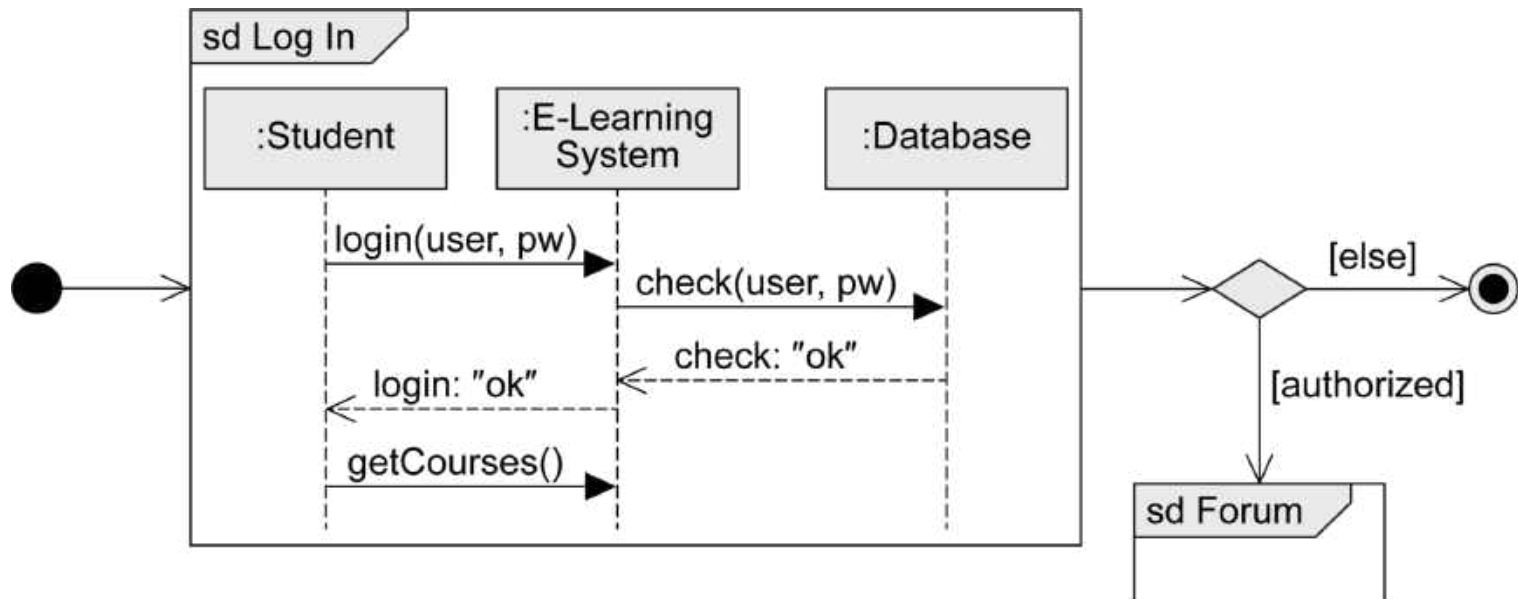 sd Log In
:Student
:E-Learning
System
:Database
login(user, pw)
check(user, pw)
check: "ok"
login: "ok"
getCourses()
[else]
[authorized]
sd Forum